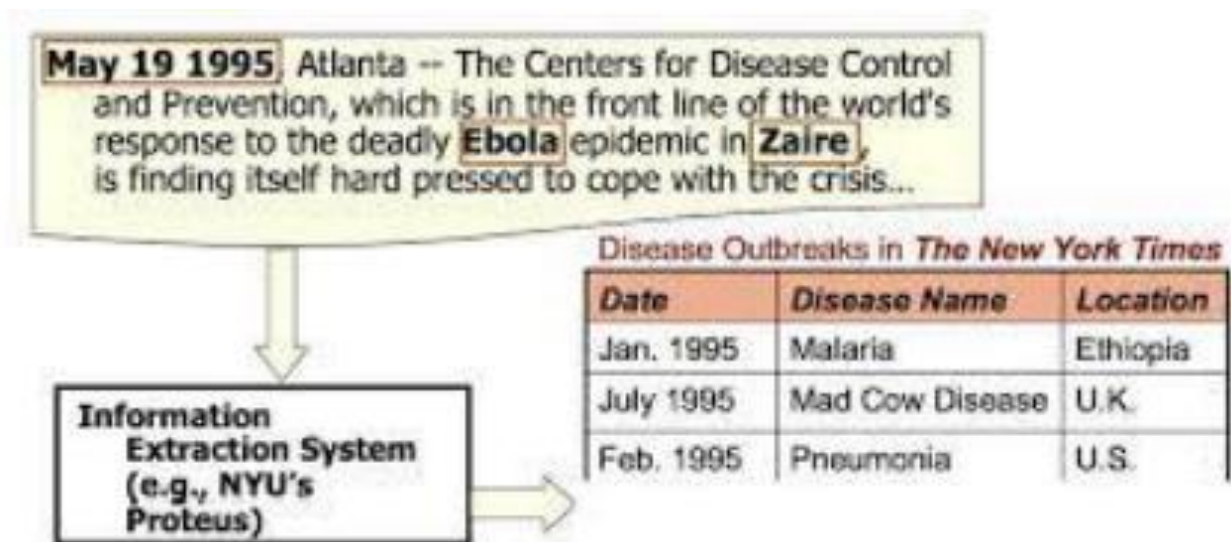 May 19 1995, Atlanta -- The Centers for Disease Control
and Prevention, which is in the front line of the world's
response to the deadly Ebola epidemic in Zaire ,
is finding itself hard pressed to cope with the crisis...
Disease Outbreaks in The New York Times
Date Disease Name Location
Jan. 1995 Malaria Ethiopia
July 1995 Mad Cow Disease U.K.
Feb. 1995 Pneumonia U.S.
Information
Extraction System
(e.g., NYU's
Proteus)